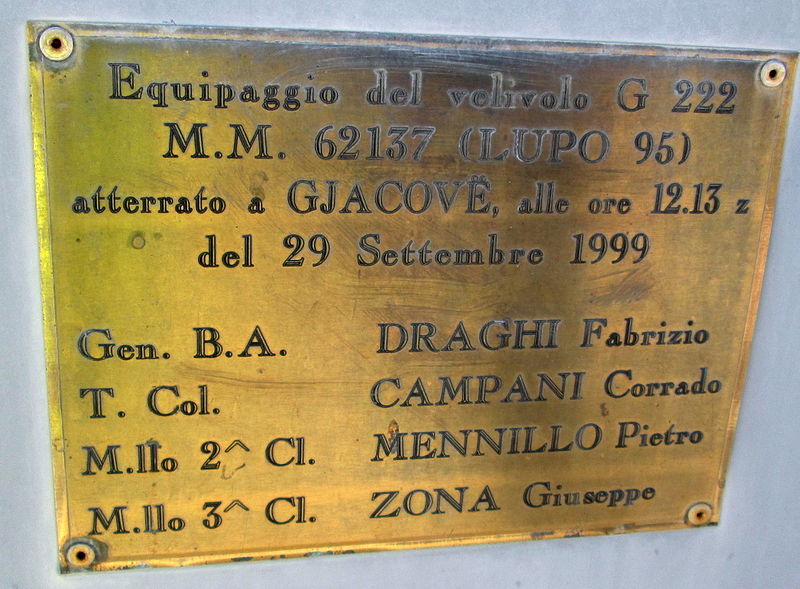 Equipaggio del velivolo G 222
M.M. 62137 (LUPO 95)
atterrato a GJACOVË, alle ore 12.13 z
del 29 Settembre 1999
Gen. B.A. DRAGHI Fabrizio
T. Col. CAMPANI Corrado
M.llo 2^ Cl. MENNILLO Pietro
M.llo 3^ Cl. ZONA Giuseppe